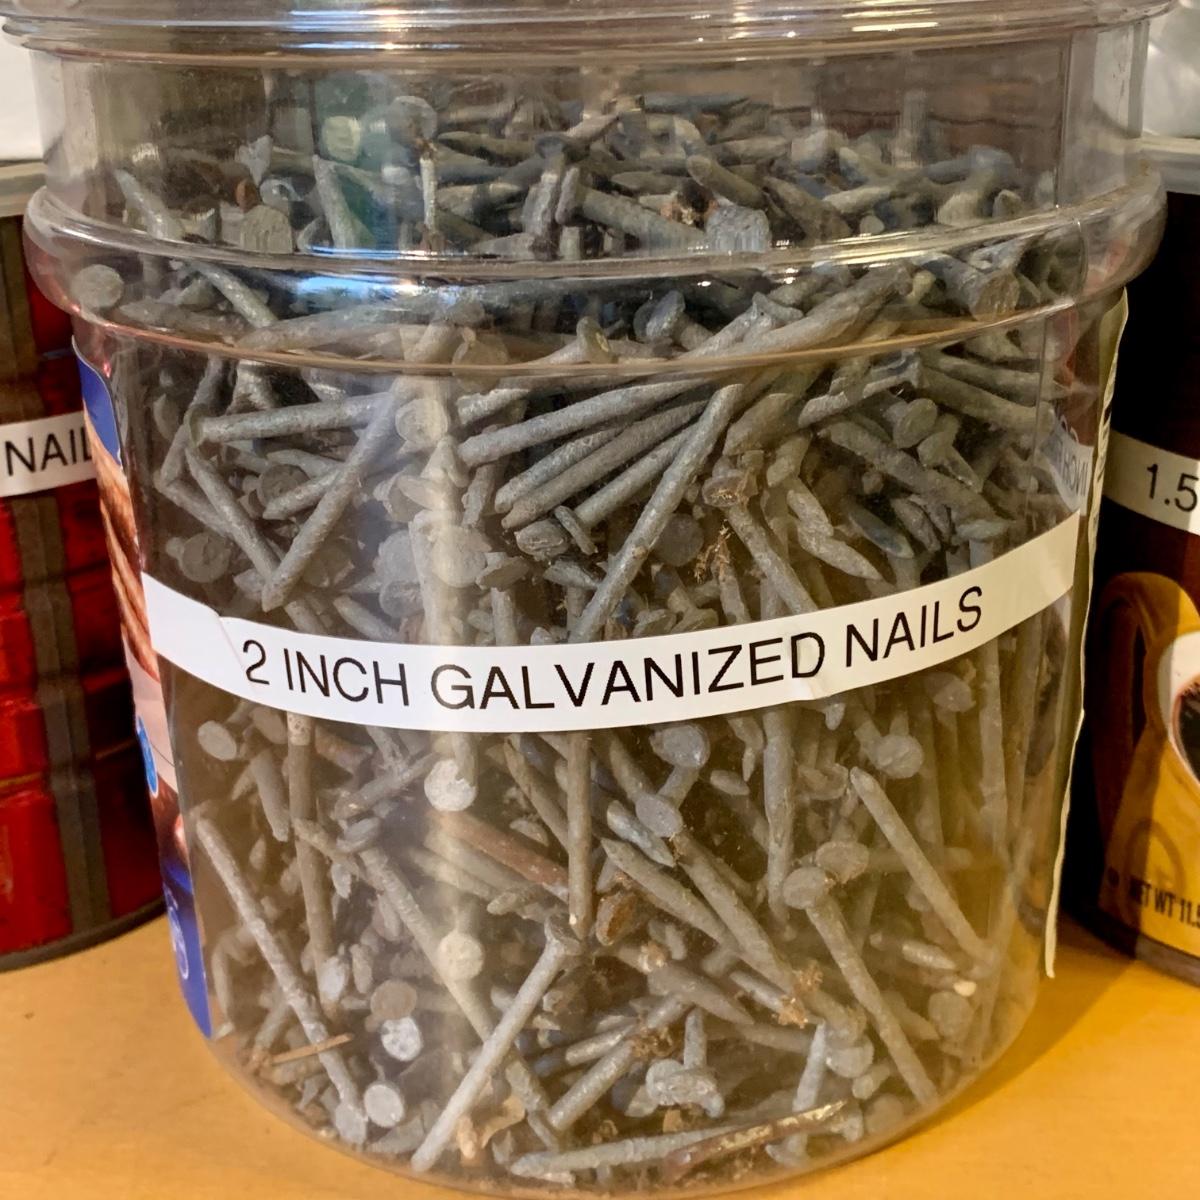 NAIL
2 INCH GALVANIZED NAILS
1.5
NET WT 11.5